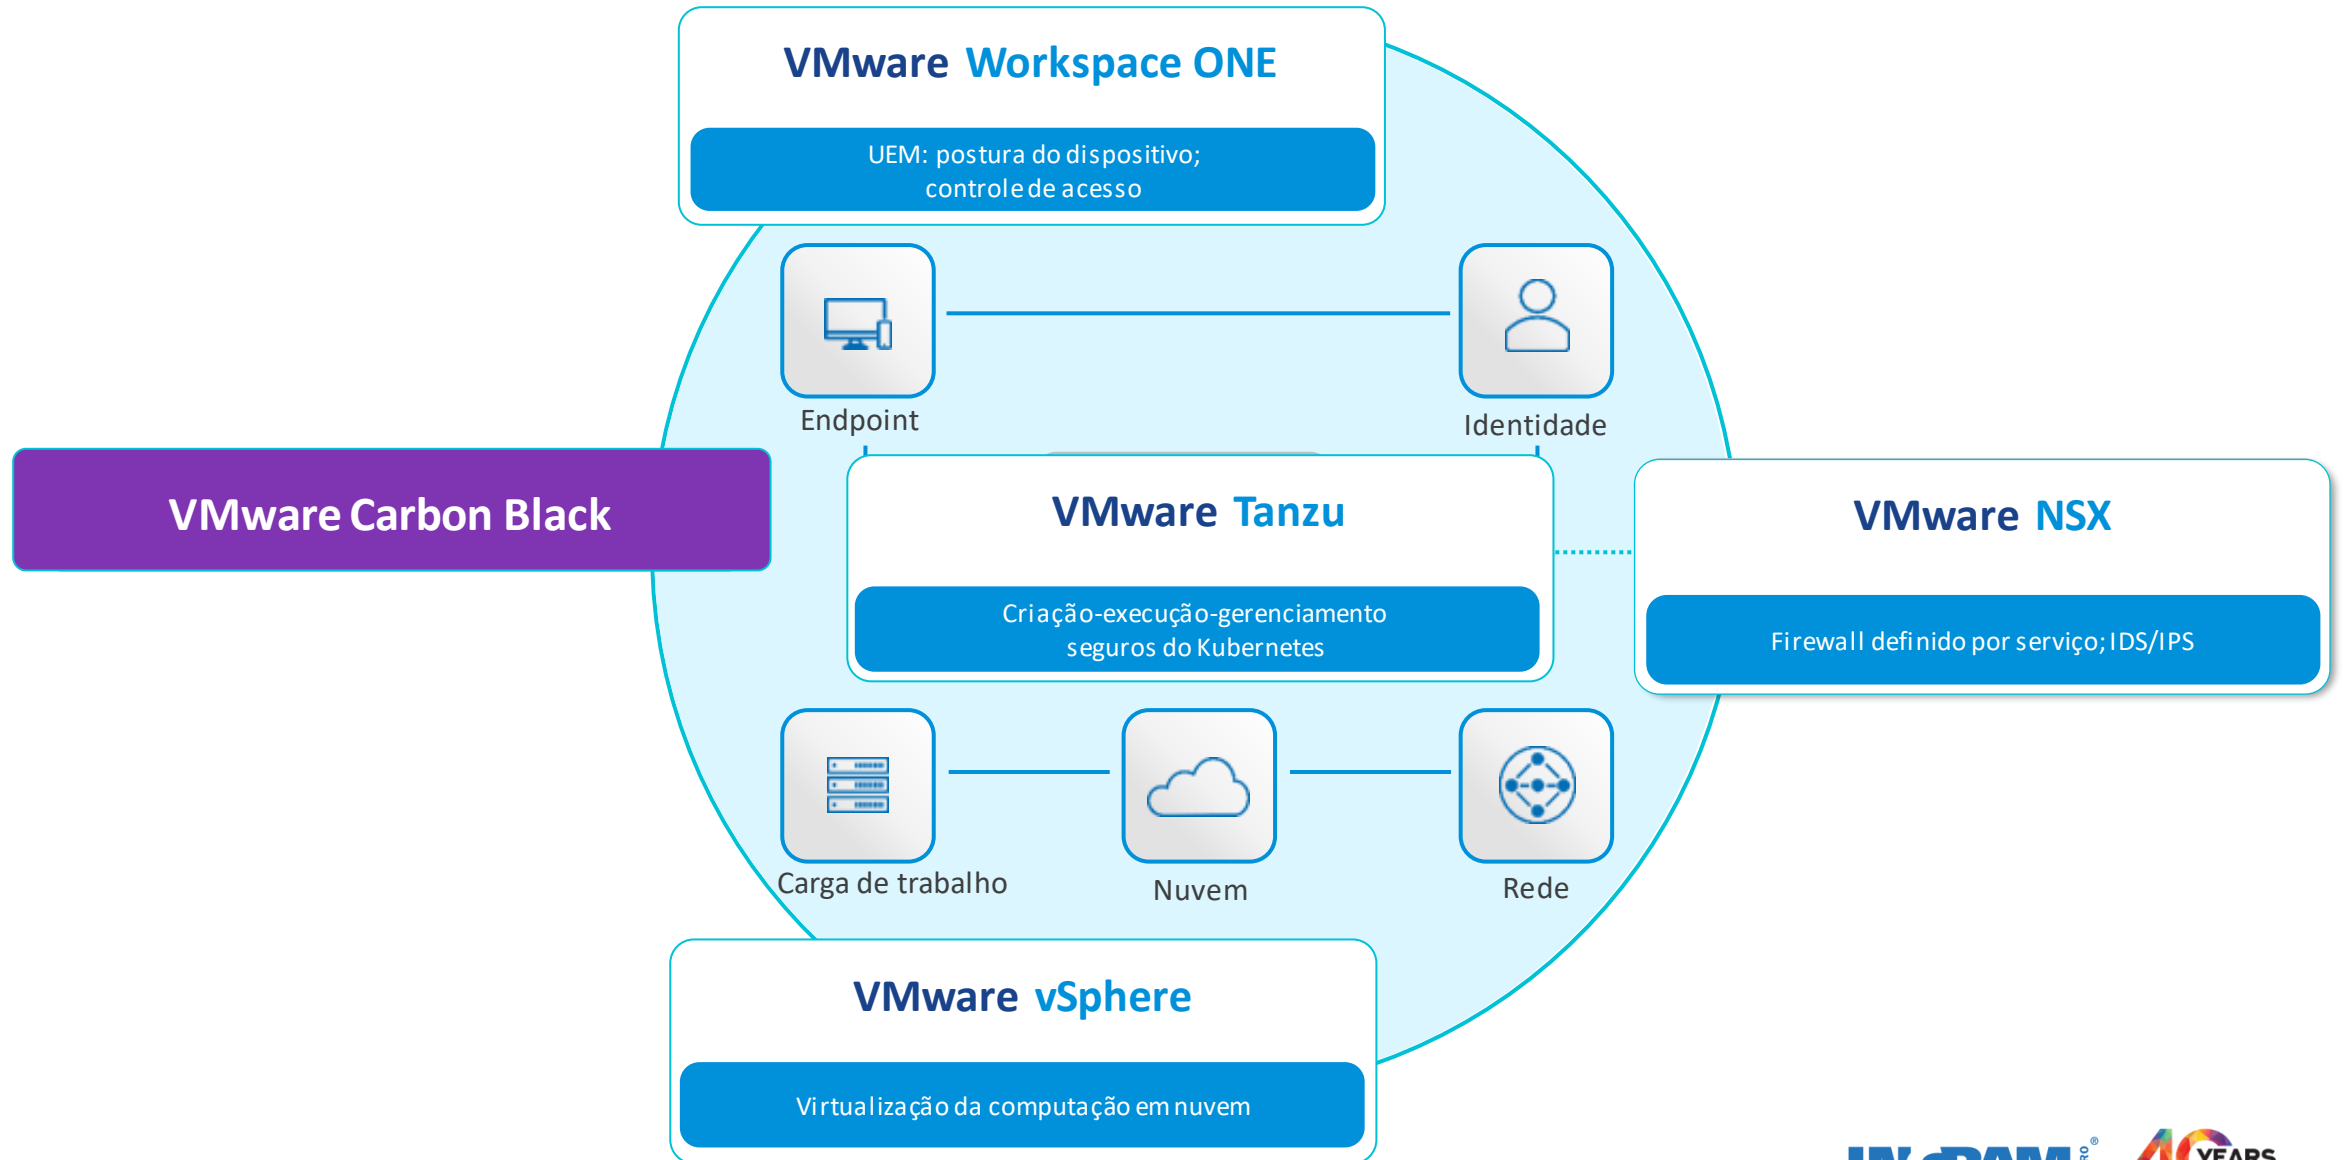 VMware Workspace ONE
UEM: postura do dispositivo;
controle de acesso
Endpoint
Identidade
VMware Carbon Black
VMware Tanzu
Criação-execução-gerenciamento
seguros do Kubernetes
VMware NSX
Firewall definido por serviço; IDS/IPS
Carga de trabalho
Nuvem
Rede
VMware vSphere
Virtualização da computação em nuvem
INGRAM
YEARS